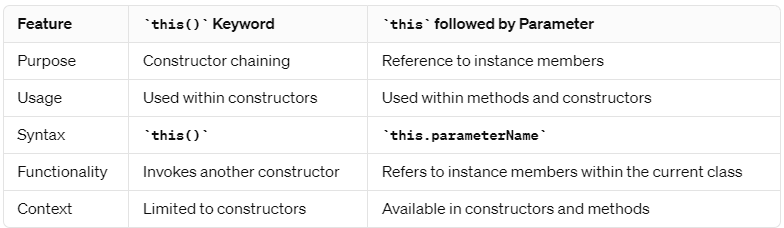 Feature `this()` Keyword `this` followed by Parameter
Purpose Constructor chaining Reference to instance members
Usage Used within constructors Used within methods and constructors
Syntax `this()` `this.parameterName`
Functionality Invokes another constructor Refers to instance members within the current class
Context Limited to constructors Available in constructors and methods